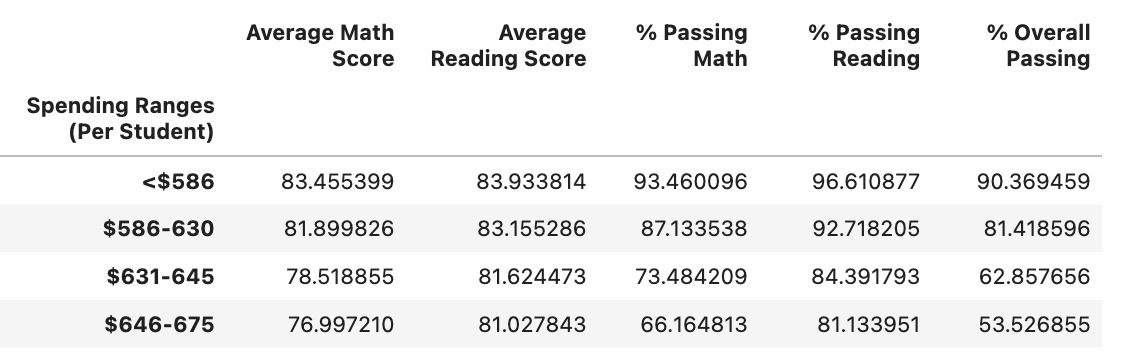 Average Math Score Average Reading Score % Passing Math % Passing Reading % Overall Passing
Spending Ranges (Per Student)
<$586 83.455399 83.933814 93.460096 96.610877 90.369459
$586-630 81.899826 83.155286 87.133538 92.718205 81.418596
$631-645 78.518855 81.624473 73.484209 84.391793 62.857656
$646-675 76.997210 81.027843 66.164813 81.133951 53.526855